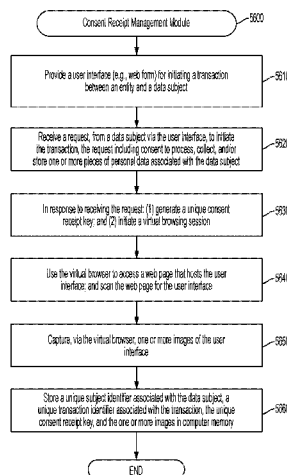 Consent Receipt Management Module
5600
Provide a user interface (e.g., web form) for initiating a transaction
between an entity and a data subject
5610
Receive a request, from a data subject via the user interface, to initiate
the transaction, the request including consent to process, collect, and/or
store one or more pieces of personal data associated with the data subject
5620
In response to receiving the request: (1) generate a unique consent
receipt key; and (2) initiate a virtual browsing session
5630
Use the virtual browser to access a web page that hosts the user
interface; and scan the web page for the user interface
5640
Capture, via the virtual browser, one or more images of the user
interface
5650
Store a unique subject identifier associated with the data subject, a
unique transaction identifier associated with the transaction, the unique
consent receipt key, and the one or more images in computer memory
5660
END